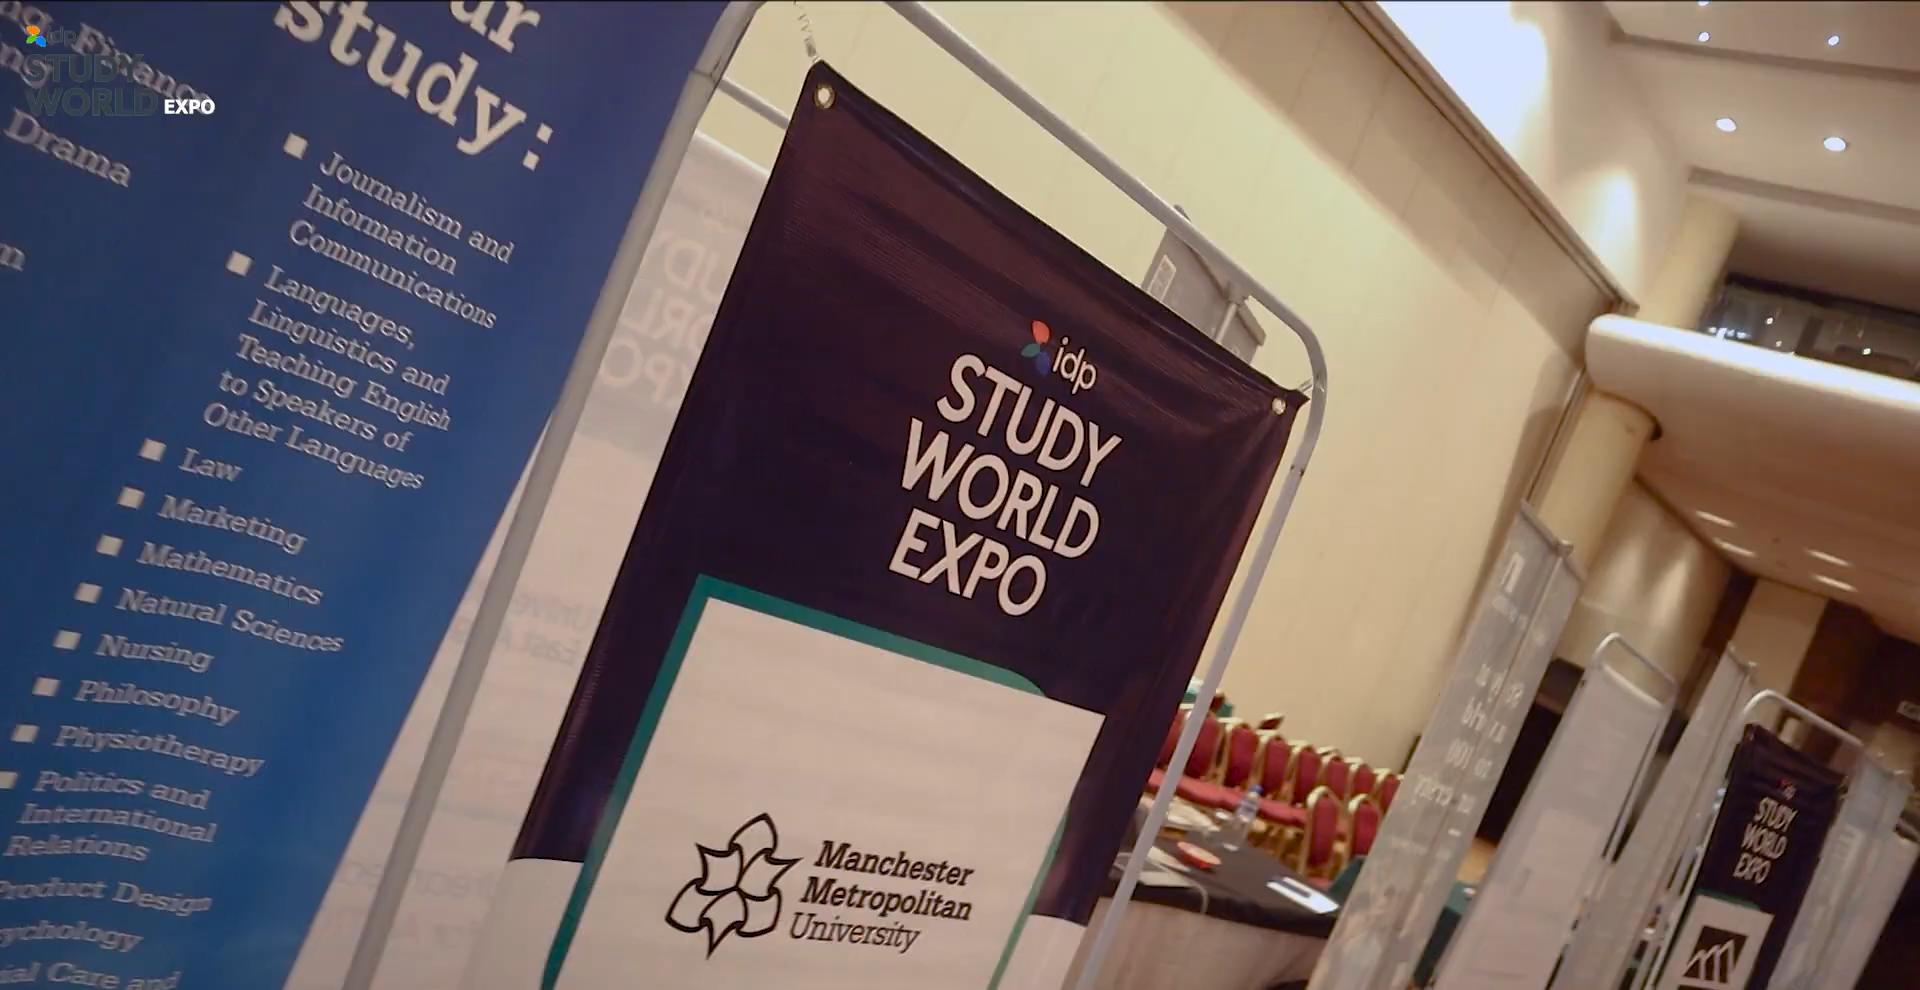 idp
STUDY
WORLD EXPO
Drama
study:
Journalism and
Information
Communications
Languages,
Linguistics and
Teaching English
to Speakers of
Other Languages
Law
Marketing
Mathematics
Natural Sciences
Nursing
Philosophy
Physiotherapy
Politics and
International
Relations
Product Design
Care and
idp
STUDY
WORLD
EXPO
Manchester
Metropolitan
University
STUDY
WORLD
EXPO